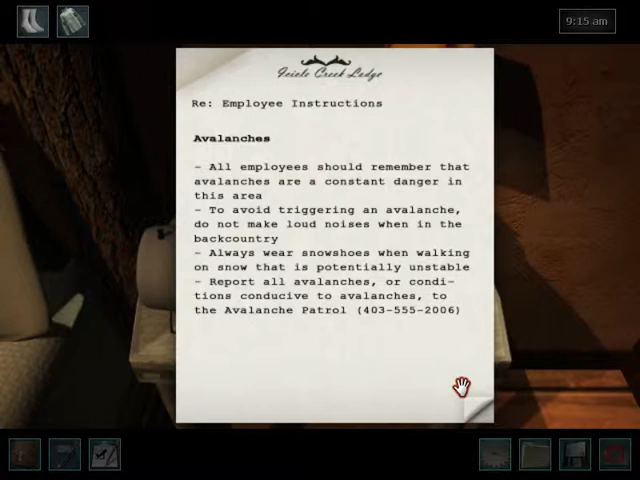 9:15 am
Icicle Creek Lodge
Re: Employee Instructions
Avalanches
- All employees should remember that
avalanches are a constant danger in
this area
- To avoid triggering an avalanche,
do not make loud noises when in the
backcountry
- Always wear snowshoes when walking
on snow that is potentially unstable
- Report all avalanches, or condi-
tions conducive to avalanches, to
the Avalanche Patrol (403-555-2006)